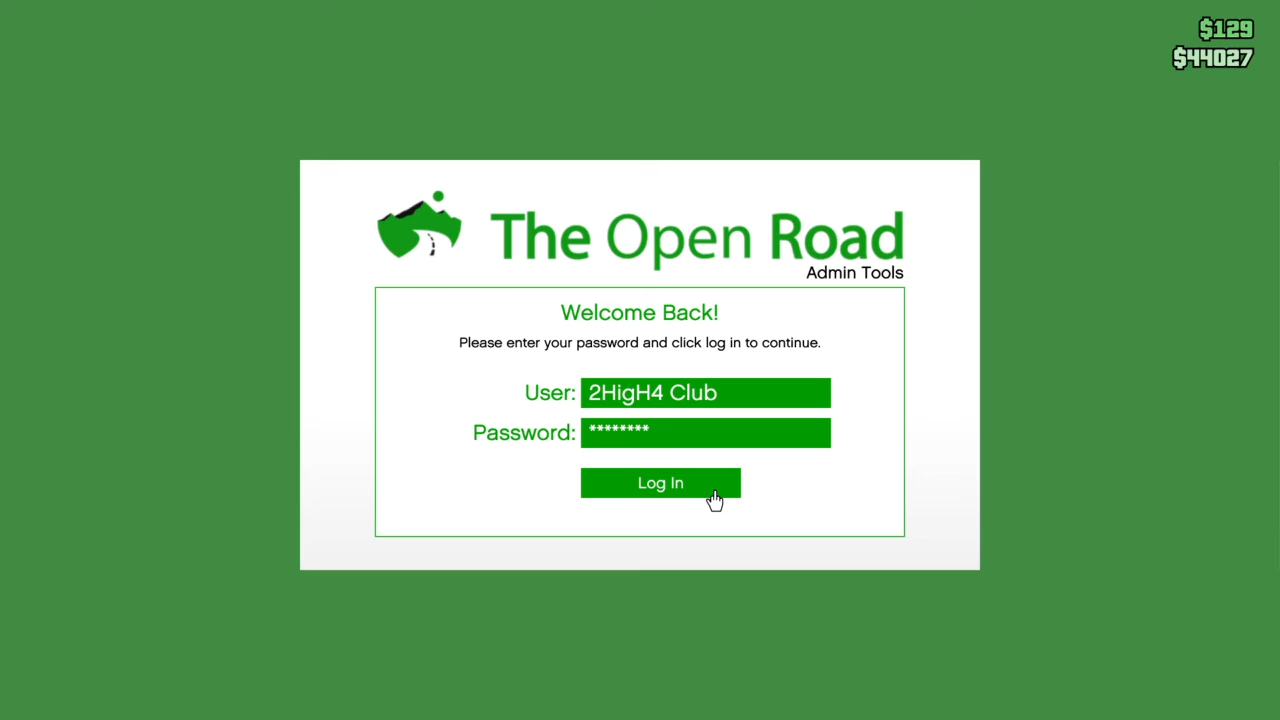 $129
$44027
The Open Road
Admin Tools
Welcome Back!
Please enter your password and click log in to continue.
User: 2HigH4 Club
Password: ********
Log In